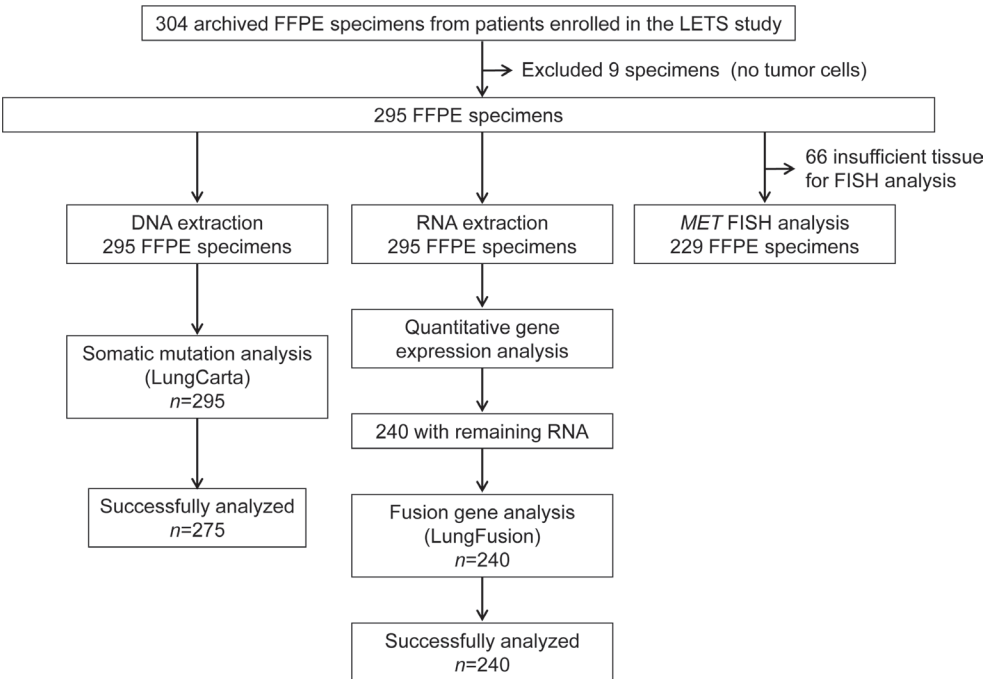 304 archived FFPE specimens from patients enrolled in the LETS study
Excluded 9 specimens (no tumor cells)
295 FFPE specimens
66 insufficient tissue
for FISH analysis
DNA extraction
295 FFPE specimens
RNA extraction
295 FFPE specimens
MET FISH analysis
229 FFPE specimens
Somatic mutation analysis
(LungCarta)
n=295
Quantitative gene
expression analysis
240 with remaining RNA
Successfully analyzed
n=275
Fusion gene analysis
(LungFusion)
n=240
Successfully analyzed
n=240